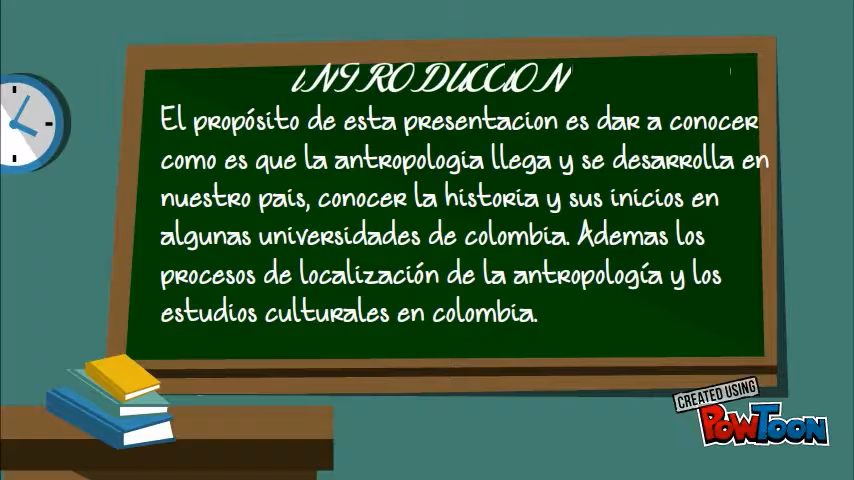 INTRODUCCION
El propósito de esta presentacion es dar a conocer
como es que la antropologia llega y se desarrolla en
nuestro pais, conocer la historia y sus inicios en
algunas universidades de colombia. Ademas los
procesos de localización de la antropología y los
estudios culturales en colombia.
CREATED USING
POWTOON